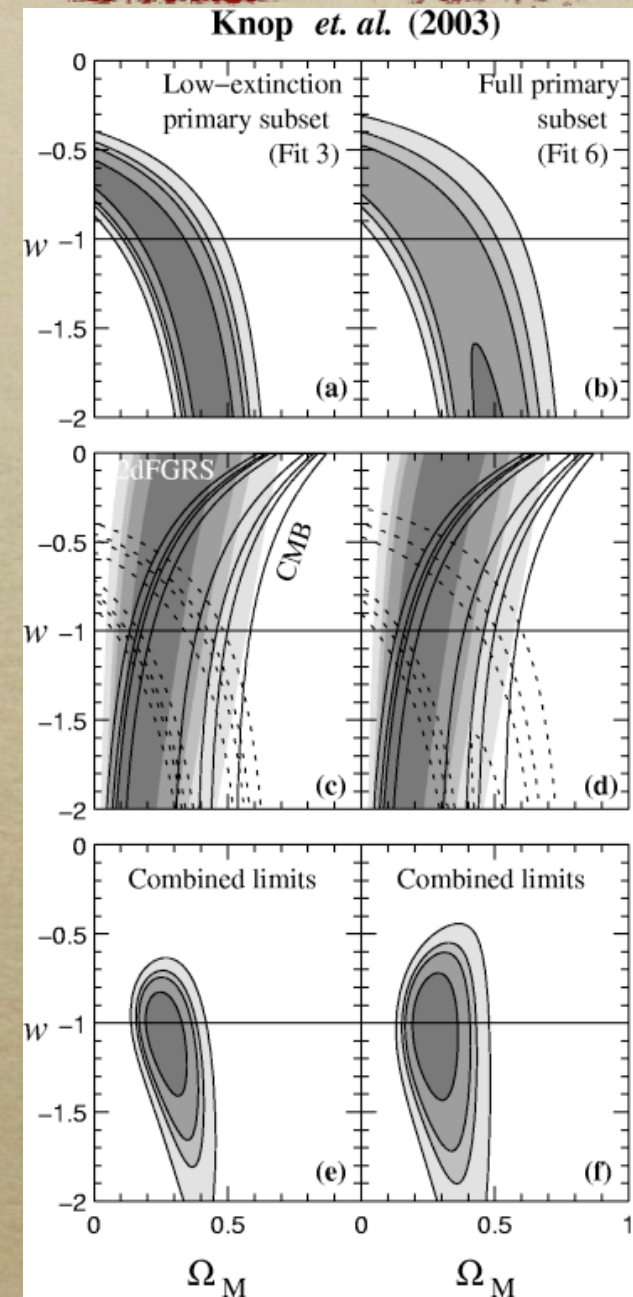 Knop et. al. (2003)
0
Low-extinction
primary subset
(Fit 3)
Full primary
subset
(Fit 6)
-0.5
w -1
-1.5
(a)
(b)
-2
0
2dFGRS
-0.5
CMB
w -1
-1.5
(c)
(d)
-2
0
Combined limits
Combined limits
-0.5
w -1
-1.5
(e)
(f)
-2
0 0.5 0 0.5 1
Ω_M Ω_M